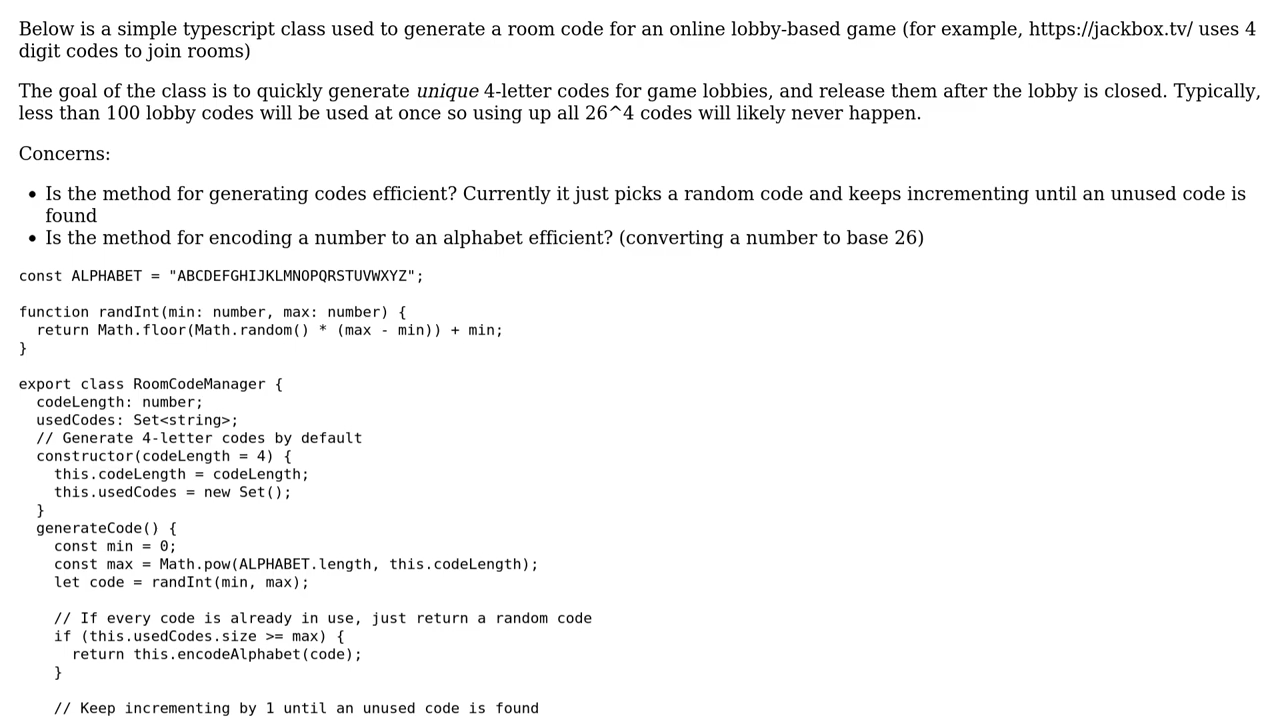 Below is a simple typescript class used to generate a room code for an online lobby-based game (for example, https://jackbox.tv/ uses 4
digit codes to join rooms)
The goal of the class is to quickly generate unique 4-letter codes for game lobbies, and release them after the lobby is closed. Typically,
less than 100 lobby codes will be used at once so using up all 26^4 codes will likely never happen.
Concerns:
• Is the method for generating codes efficient? Currently it just picks a random code and keeps incrementing until an unused code is
found
• Is the method for encoding a number to an alphabet efficient? (converting a number to base 26)
const ALPHABET = "ABCDEFGHIJKLMNOPQRSTUVWXYZ";
function randInt(min: number, max: number) {
  return Math.floor(Math.random() * (max - min)) + min;
}
export class RoomCodeManager {
  codeLength: number;
  usedCodes: Set<string>;
  // Generate 4-letter codes by default
  constructor(codeLength = 4) {
    this.codeLength = codeLength;
    this.usedCodes = new Set();
  }
  generateCode() {
    const min = 0;
    const max = Math.pow(ALPHABET.length, this.codeLength);
    let code = randInt(min, max);
    // If every code is already in use, just return a random code
    if (this.usedCodes.size >= max) {
      return this.encodeAlphabet(code);
    }
    // Keep incrementing by 1 until an unused code is found